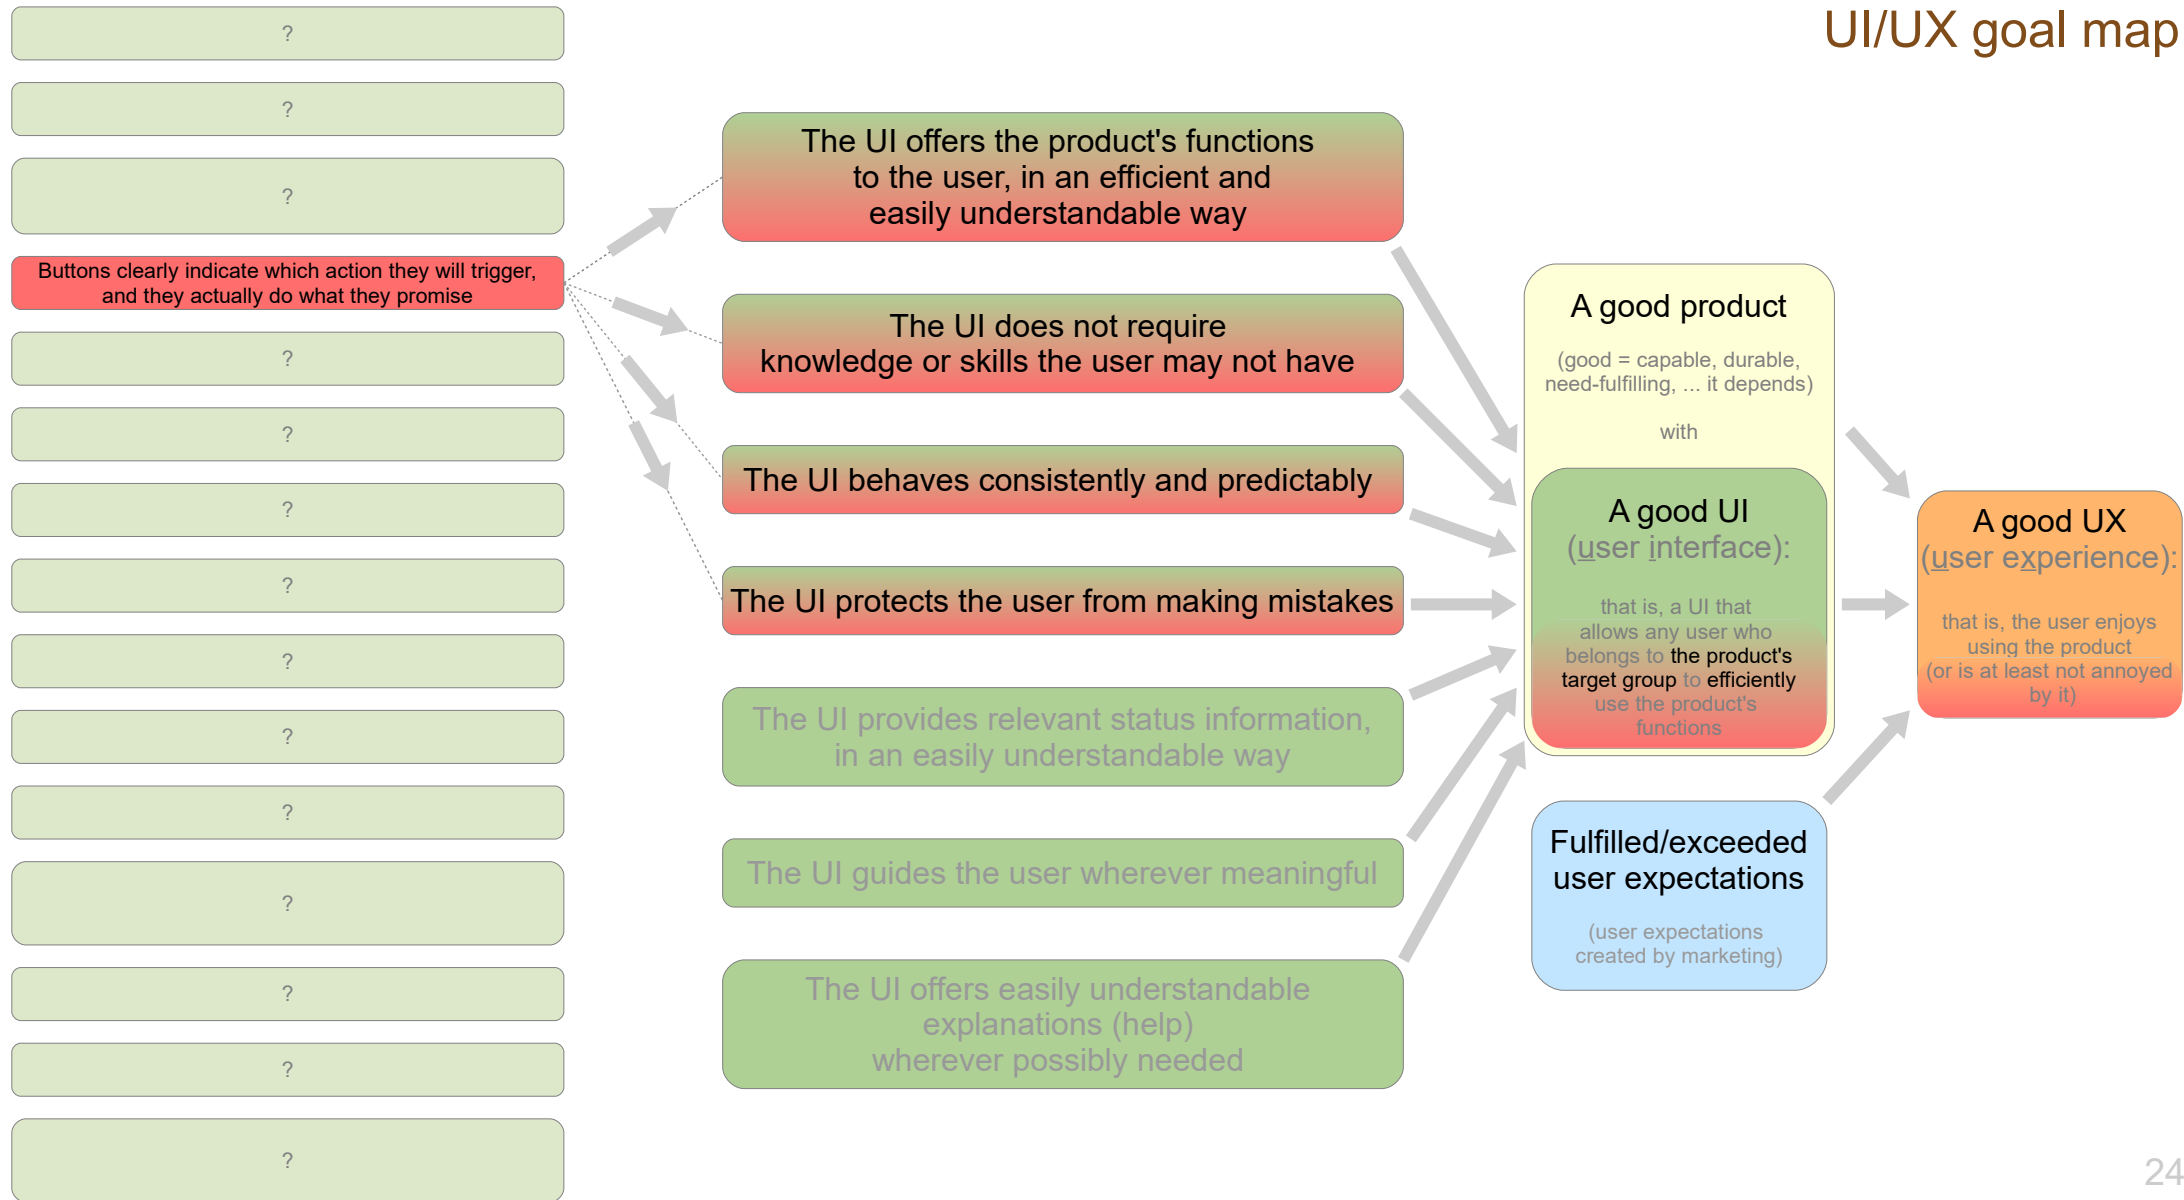 UI/UX goal map
?
?
?
Buttons clearly indicate which action they will trigger,
and they actually do what they promise
?
?
?
?
?
?
?
?
?
?
?
The UI offers the product's functions
to the user, in an efficient and
easily understandable way
The UI does not require
knowledge or skills the user may not have
The UI behaves consistently and predictably
The UI protects the user from making mistakes
The UI provides relevant status information,
in an easily understandable way
The UI guides the user wherever meaningful
The UI offers easily understandable
explanations (help)
wherever possibly needed
A good product
(good = capable, durable,
need-fulfilling, ... it depends)
with
A good UI
(user interface):
that is, a UI that
allows any user who
belongs to the product's
target group to efficiently
use the product's
functions
Fulfilled/exceeded
user expectations
(user expectations
created by marketing)
A good UX
(user experience):
that is, the user enjoys
using the product
(or is at least not annoyed
by it)
24